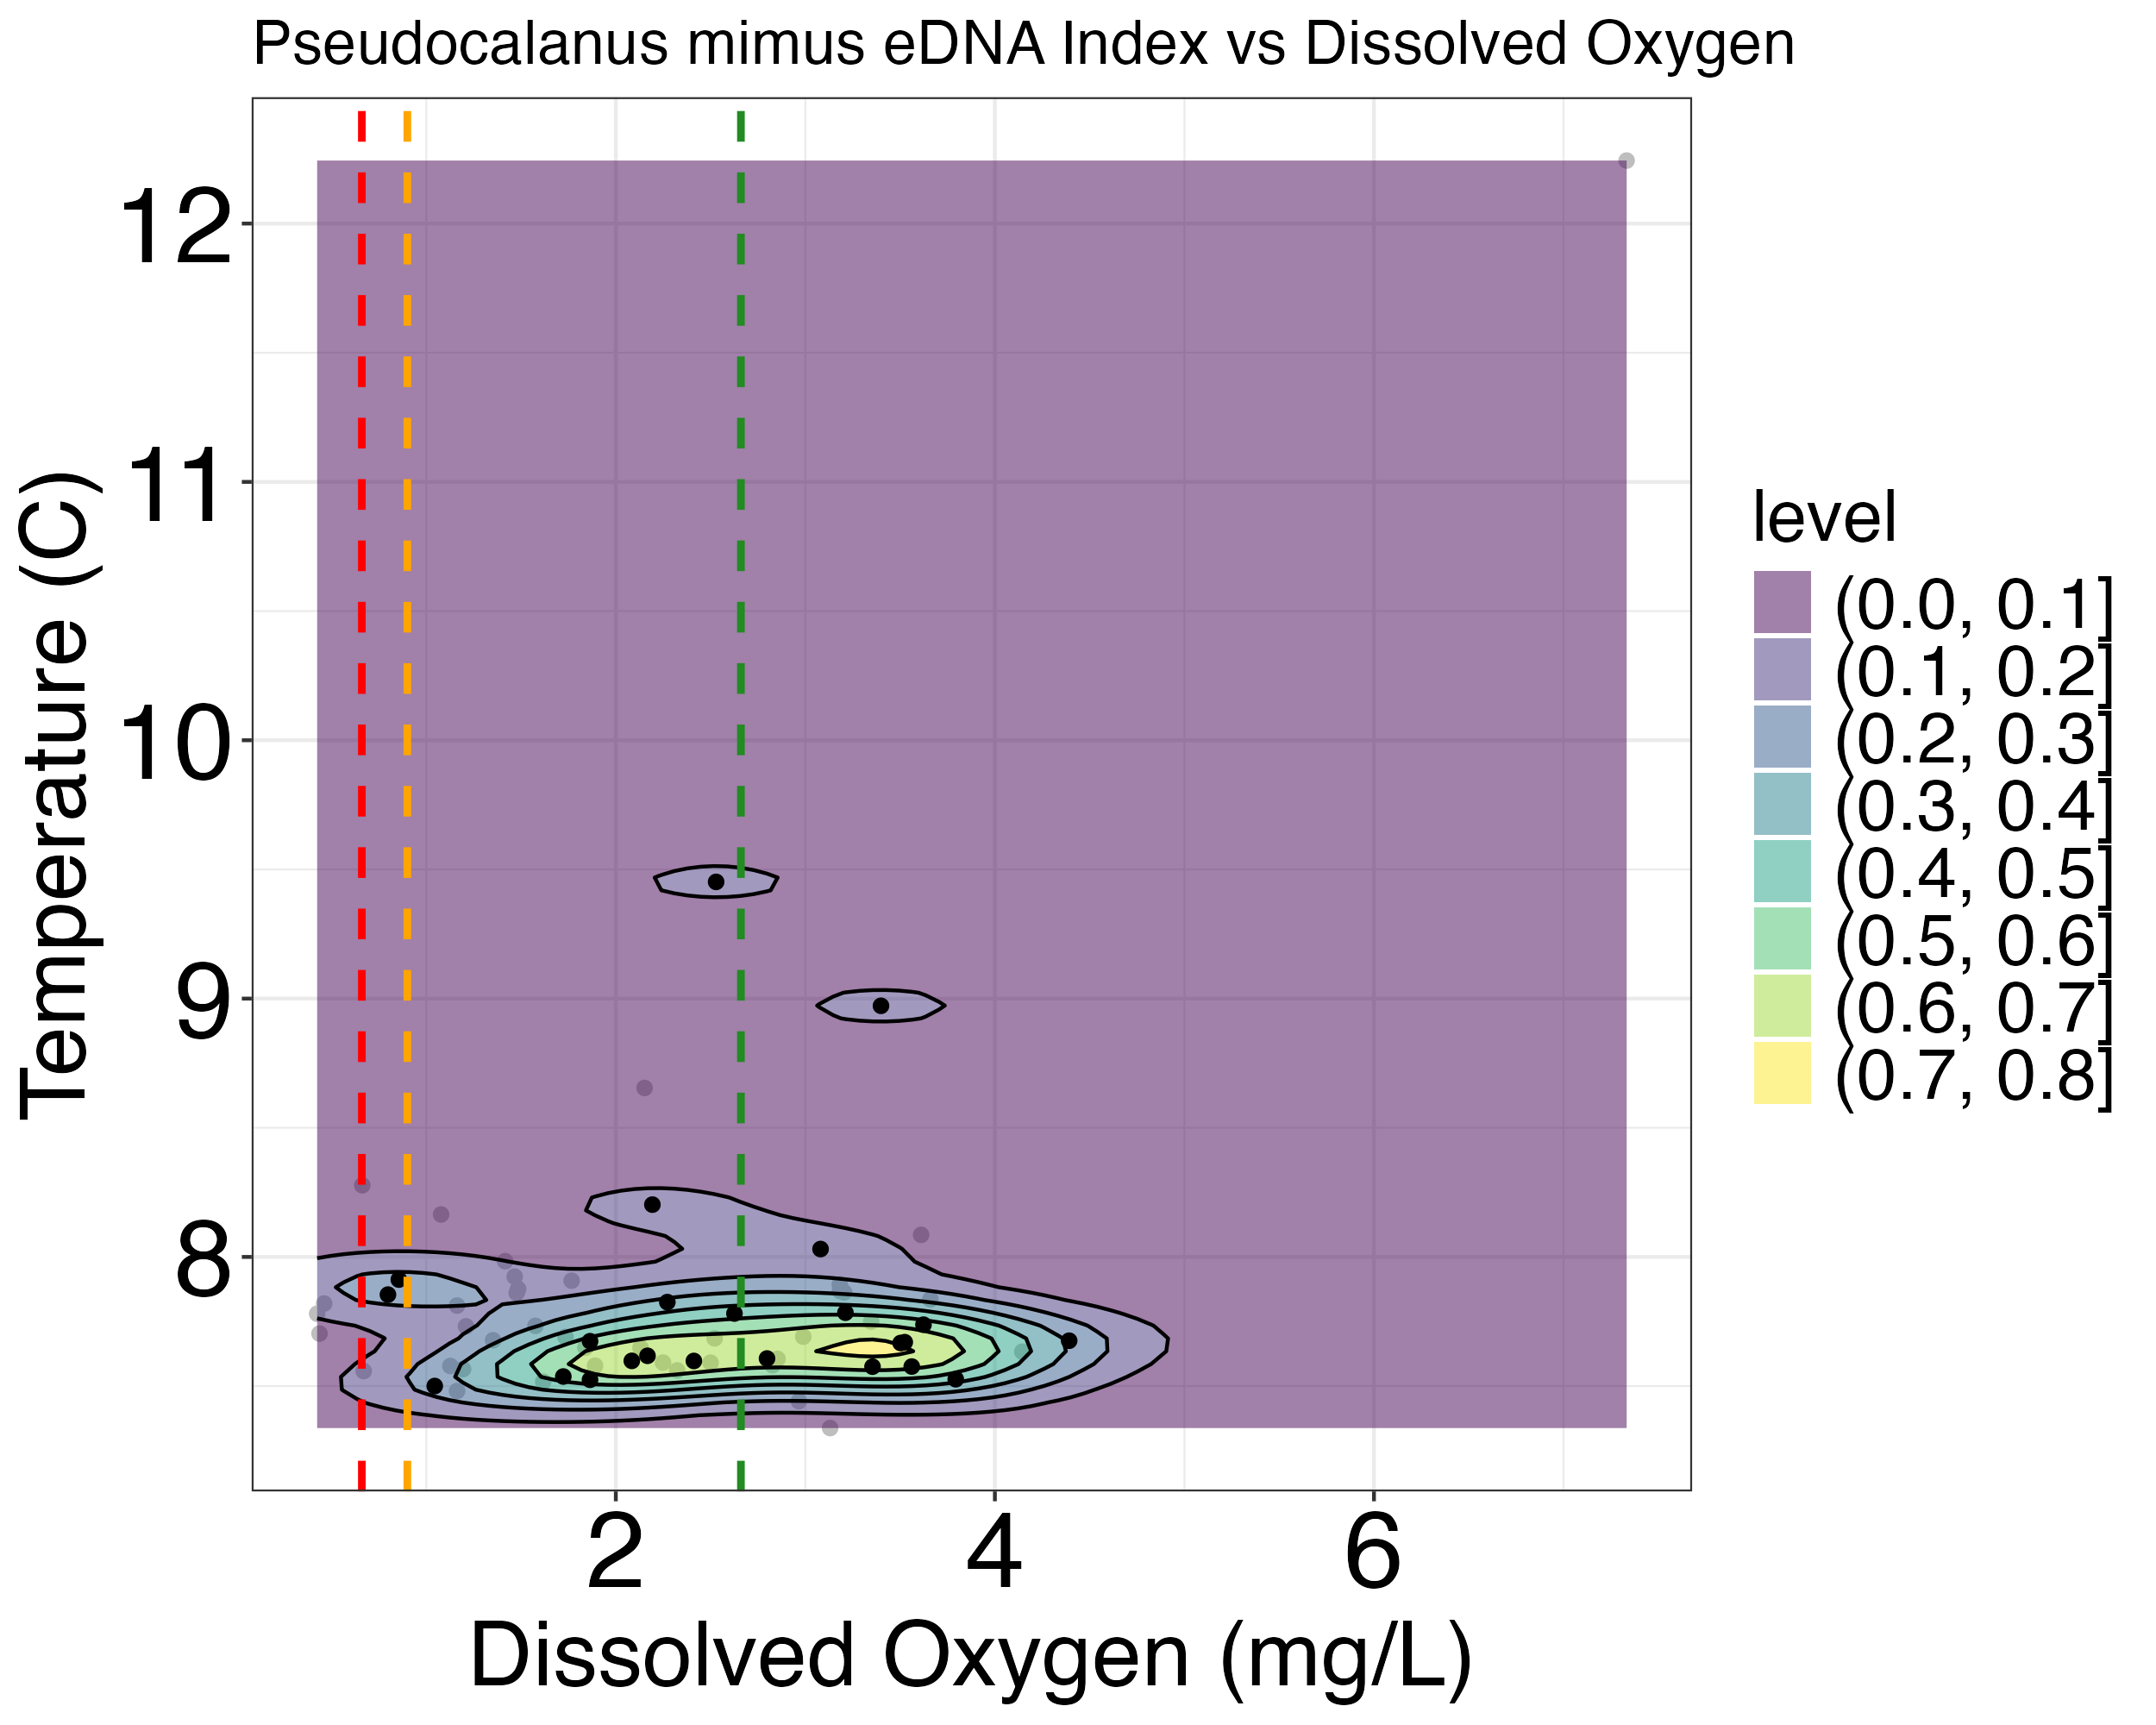 Pseudocalanus mimus eDNA Index vs Dissolved Oxygen
12
11
10
9
8
Temperature (C)
2 4 6
Dissolved Oxygen (mg/L)
level
(0.0, 0.1]
(0.1, 0.2]
(0.2, 0.3]
(0.3, 0.4]
(0.4, 0.5]
(0.5, 0.6]
(0.6, 0.7]
(0.7, 0.8]